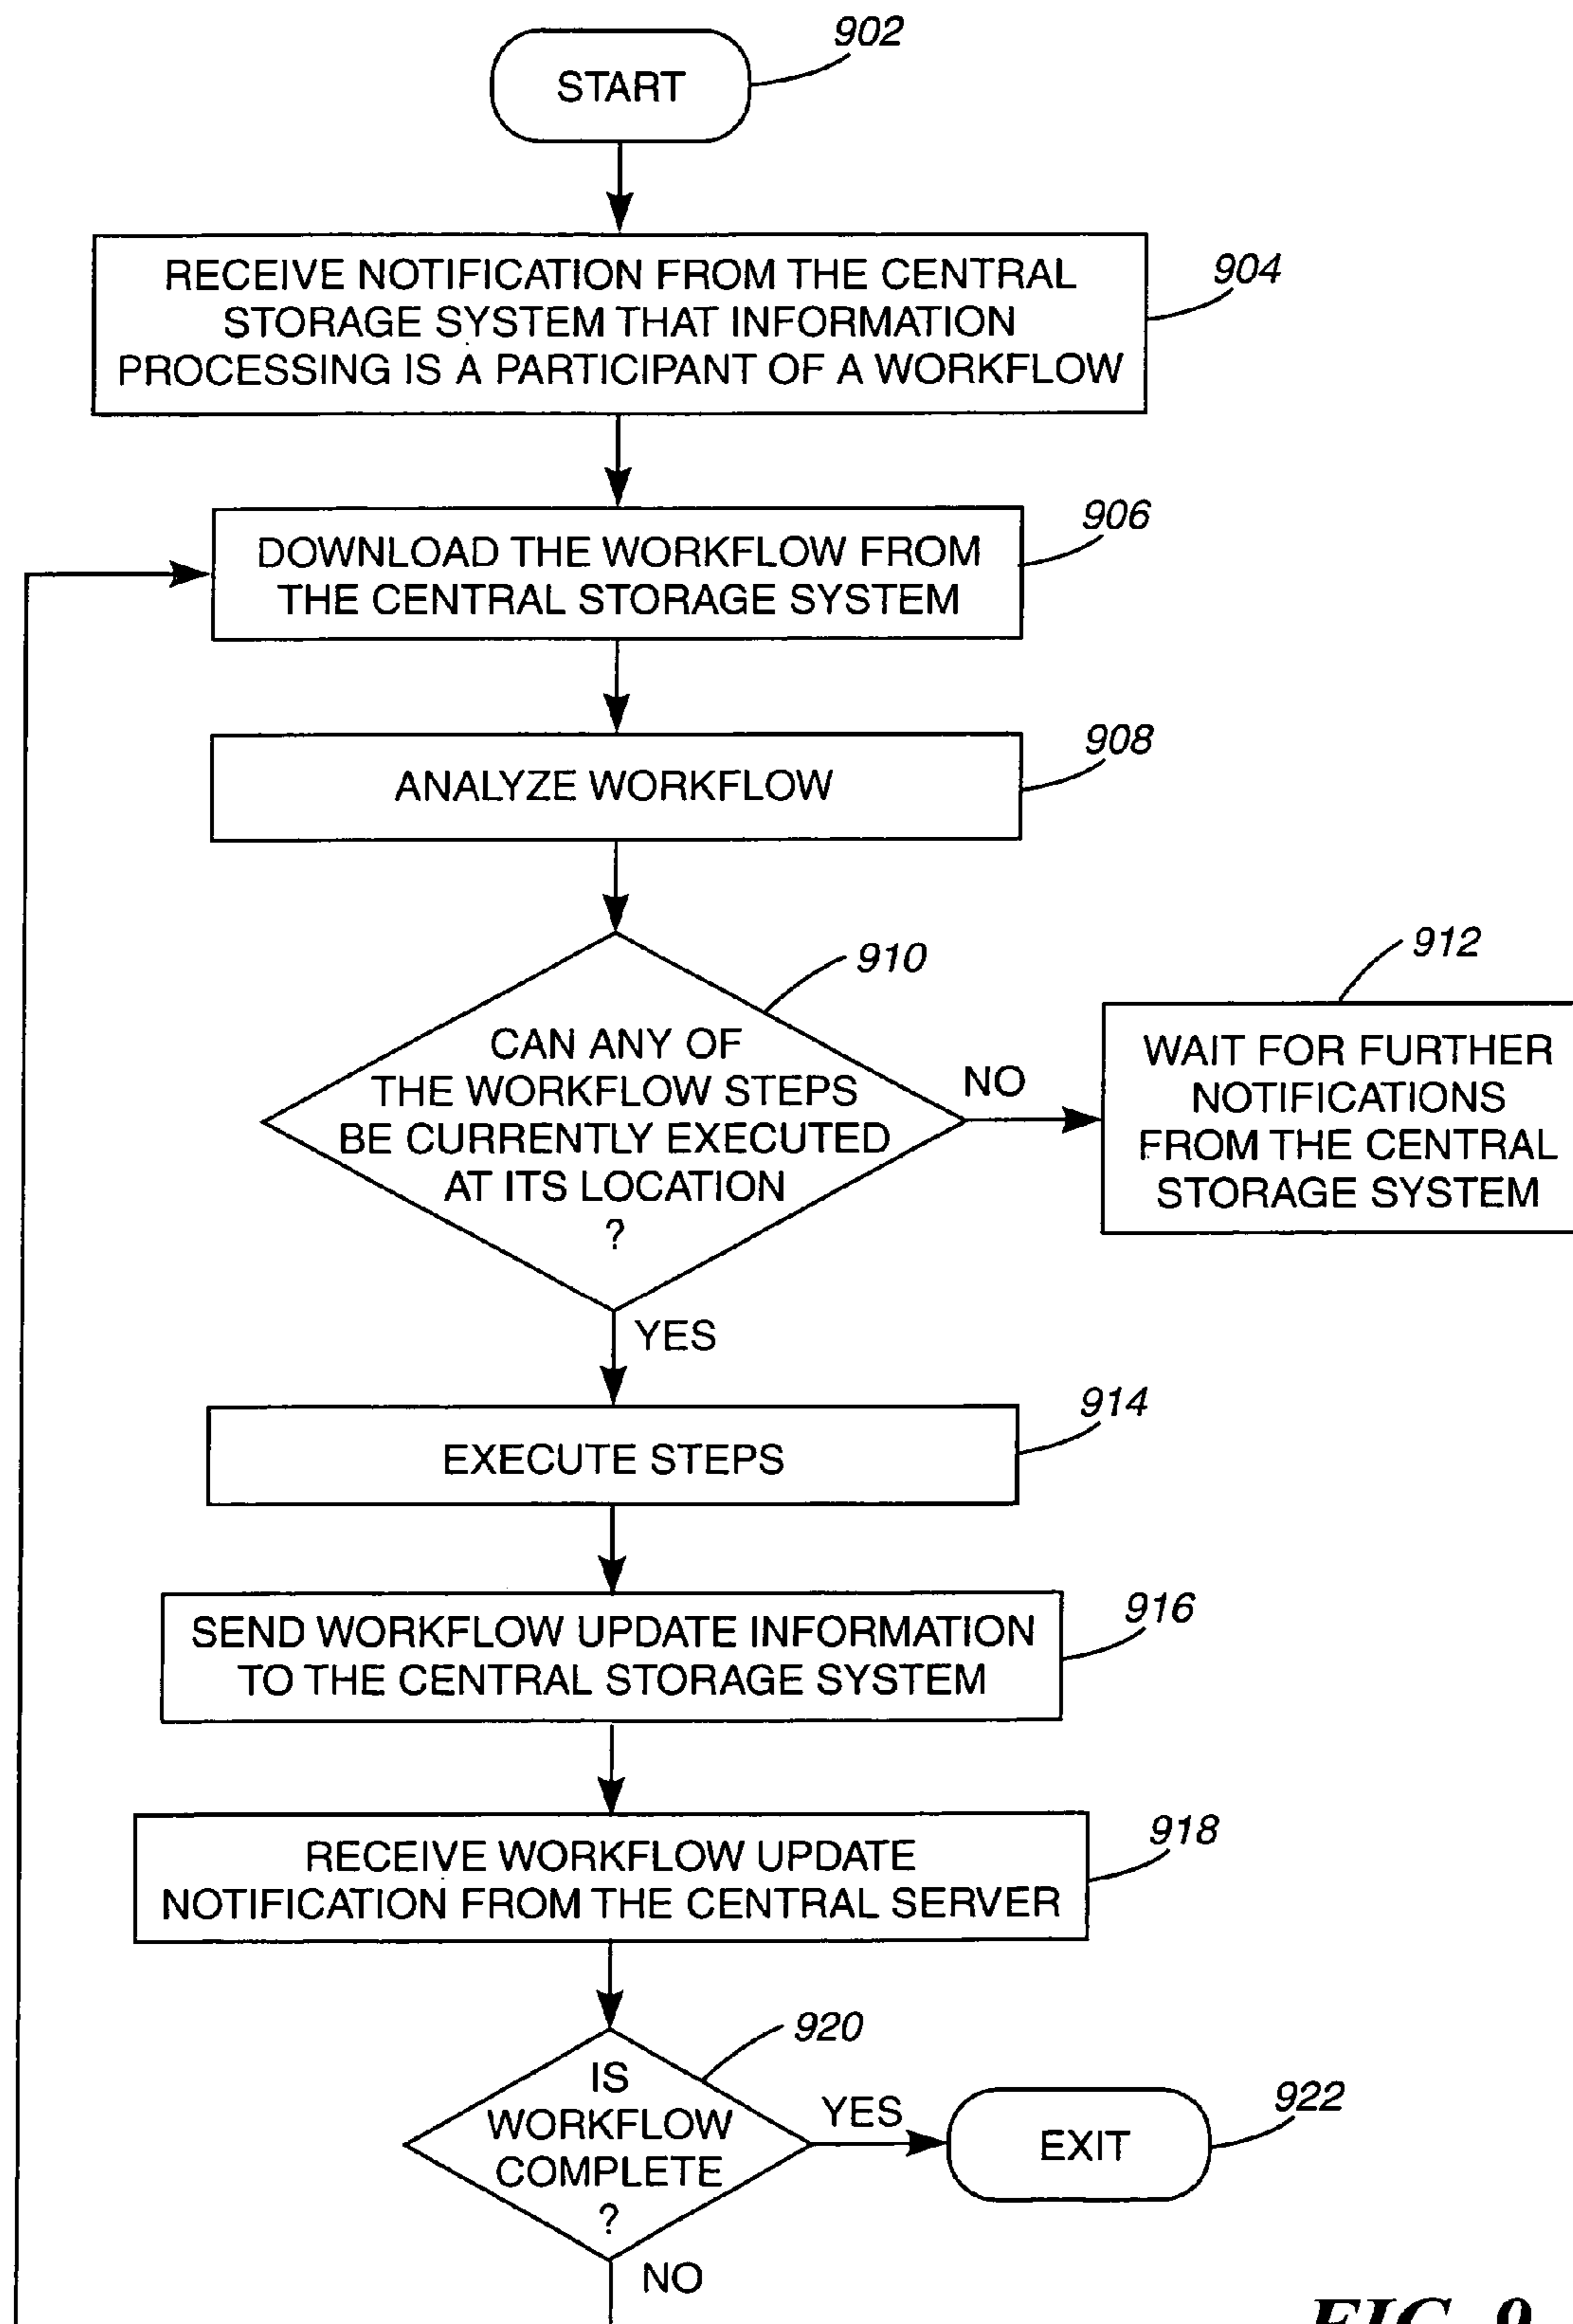 902
START
904
RECEIVE NOTIFICATION FROM THE CENTRAL
STORAGE SYSTEM THAT INFORMATION
PROCESSING IS A PARTICIPANT OF A WORKFLOW
906
DOWNLOAD THE WORKFLOW FROM
THE CENTRAL STORAGE SYSTEM
908
ANALYZE WORKFLOW
910
CAN ANY OF
THE WORKFLOW STEPS
BE CURRENTLY EXECUTED
AT ITS LOCATION
?
NO
912
WAIT FOR FURTHER
NOTIFICATIONS
FROM THE CENTRAL
STORAGE SYSTEM
YES
914
EXECUTE STEPS
916
SEND WORKFLOW UPDATE INFORMATION
TO THE CENTRAL STORAGE SYSTEM
918
RECEIVE WORKFLOW UPDATE
NOTIFICATION FROM THE CENTRAL SERVER
920
IS
WORKFLOW
COMPLETE
?
YES
922
EXIT
NO
FIG. 9